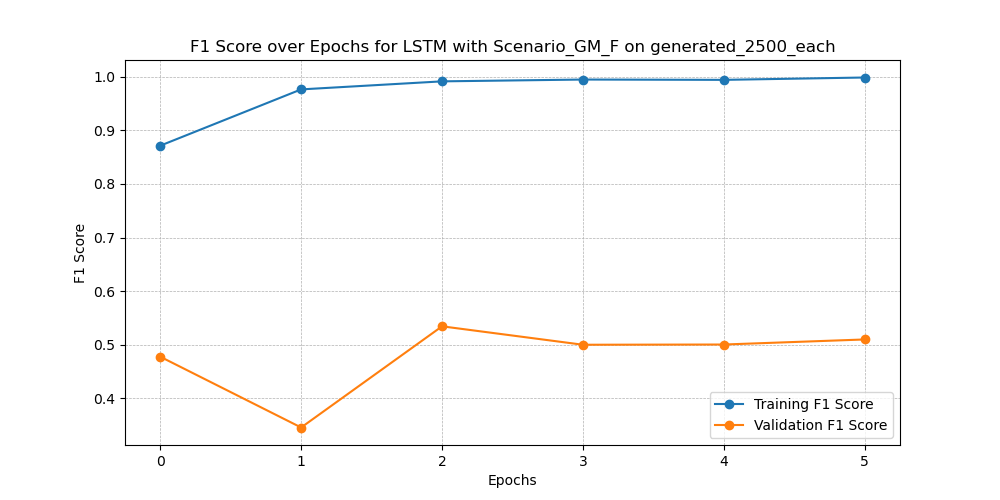 F1 Score over Epochs for LSTM with Scenario_GM_F on generated_2500_each
1.0
0.9
0.8
0.7
0.6
0.5
0.4
F1 Score
Training F1 Score
Validation F1 Score
0 1 2 3 4 5
Epochs